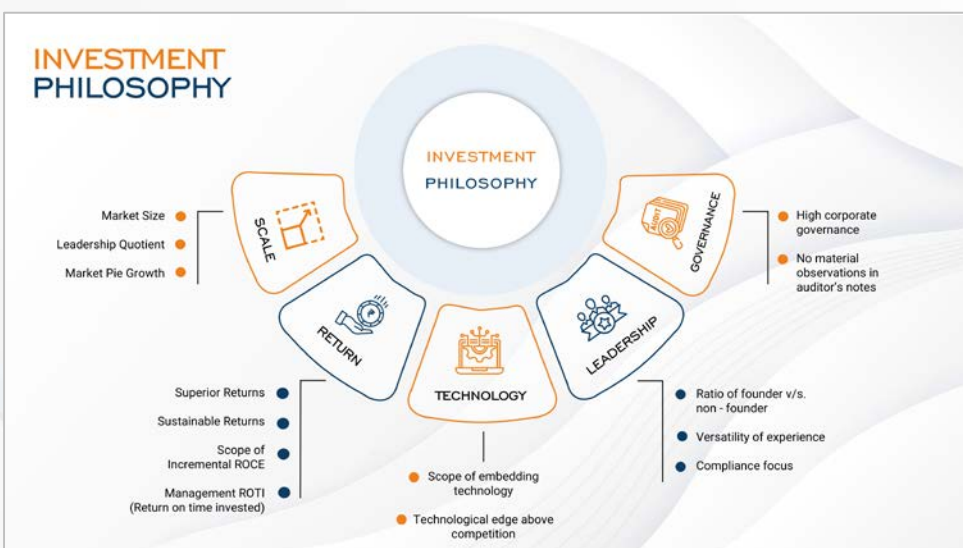 INVESTMENT
PHILOSOPHY
INVESTMENT
PHILOSOPHY
SCALE
Market Size
Leadership Quotient
Market Pie Growth
RETURN
Superior Returns
Sustainable Returns
Scope of
Incremental ROCE
Management ROTI
(Return on time invested)
TECHNOLOGY
Scope of embedding
technology
Technological edge above
competition
LEADERSHIP
Ratio of founder v/s.
non - founder
Versatility of experience
Compliance focus
AUDIT
GOVERNANCE
High corporate
governance
No material
observations in
auditor's notes